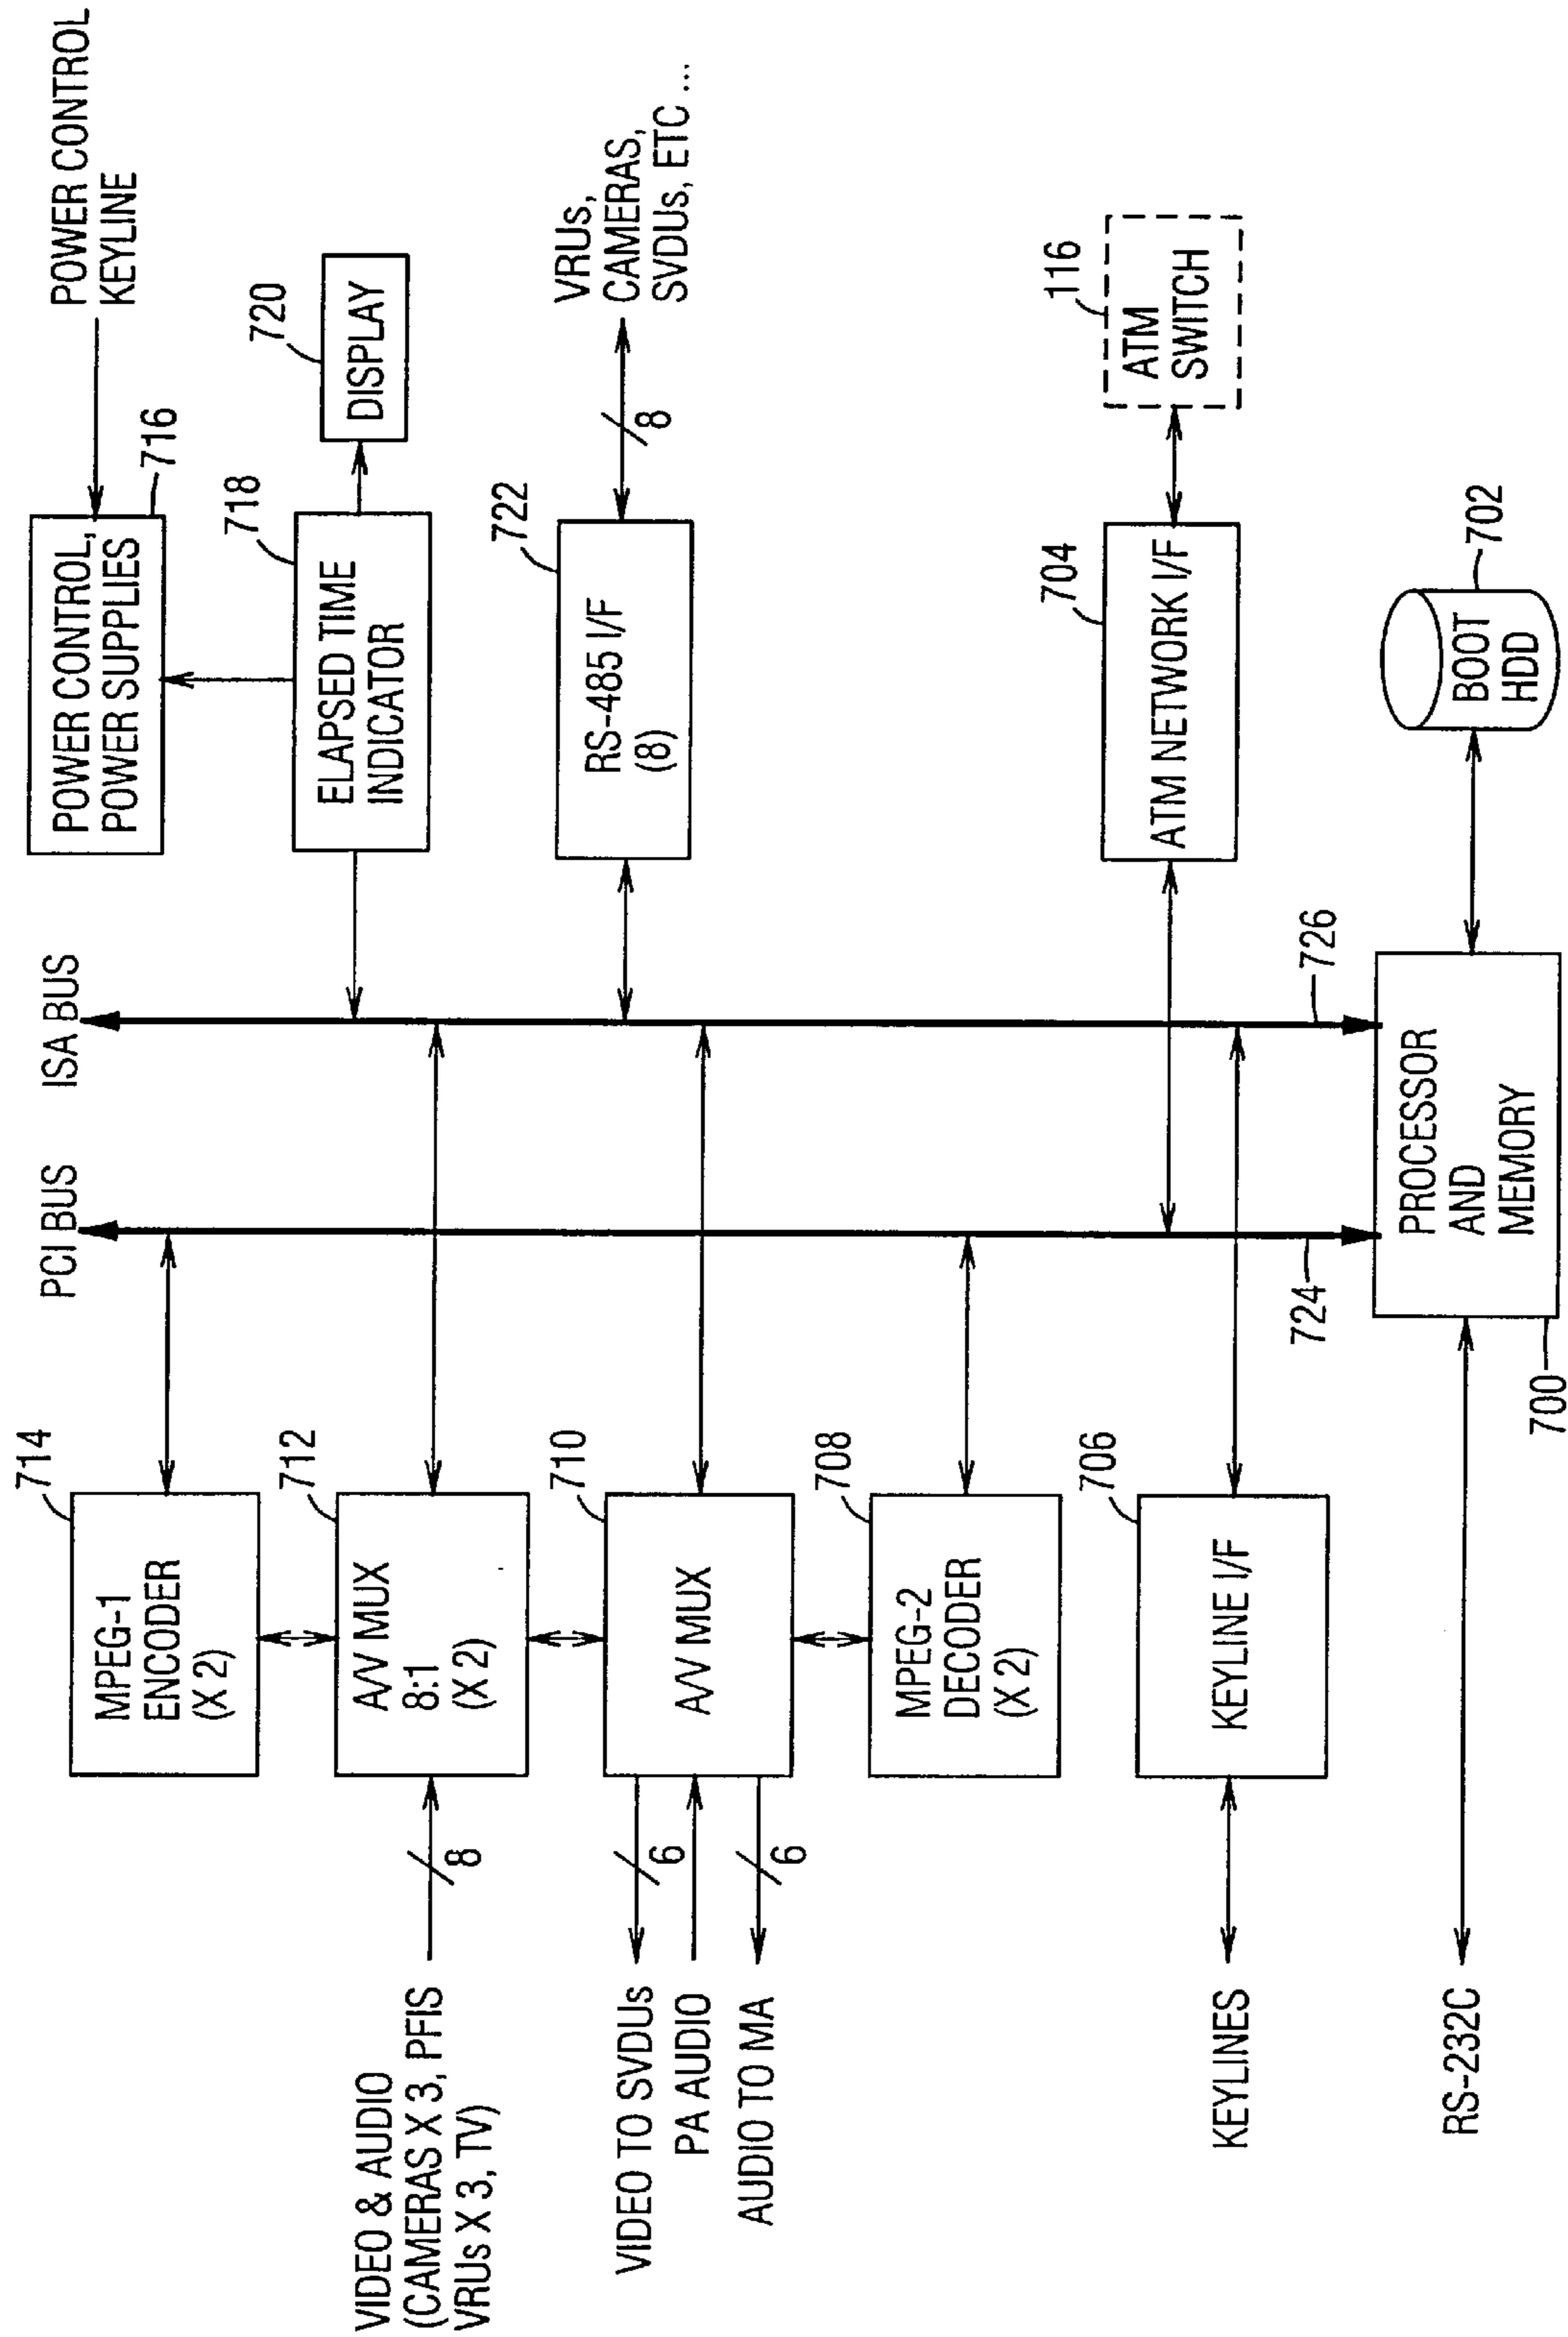 POWER CONTROL
KEYLINE
POWER CONTROL,
POWER SUPPLIES
716
720
DISPLAY
718
ELAPSED TIME
INDICATOR
722
RS-485 I/F
(8)
8
VRUs,
CAMERAS,
SVDUs, ETC ...
116
ATM
SWITCH
704
ATM NETWORK I/F
702
BOOT
HDD
ISA BUS
726
PCI BUS
724
PROCESSOR
AND
MEMORY
700
714
MPEG-1
ENCODER
(X 2)
712
A/V MUX
8:1
(X 2)
710
A/V MUX
708
MPEG-2
DECODER
(X 2)
706
KEYLINE I/F
8
6
6
VIDEO & AUDIO
(CAMERAS X 3, PFIS
VRUs X 3, TV)
VIDEO TO SVDUs
PA AUDIO
AUDIO TO MA
KEYLINES
RS-232C